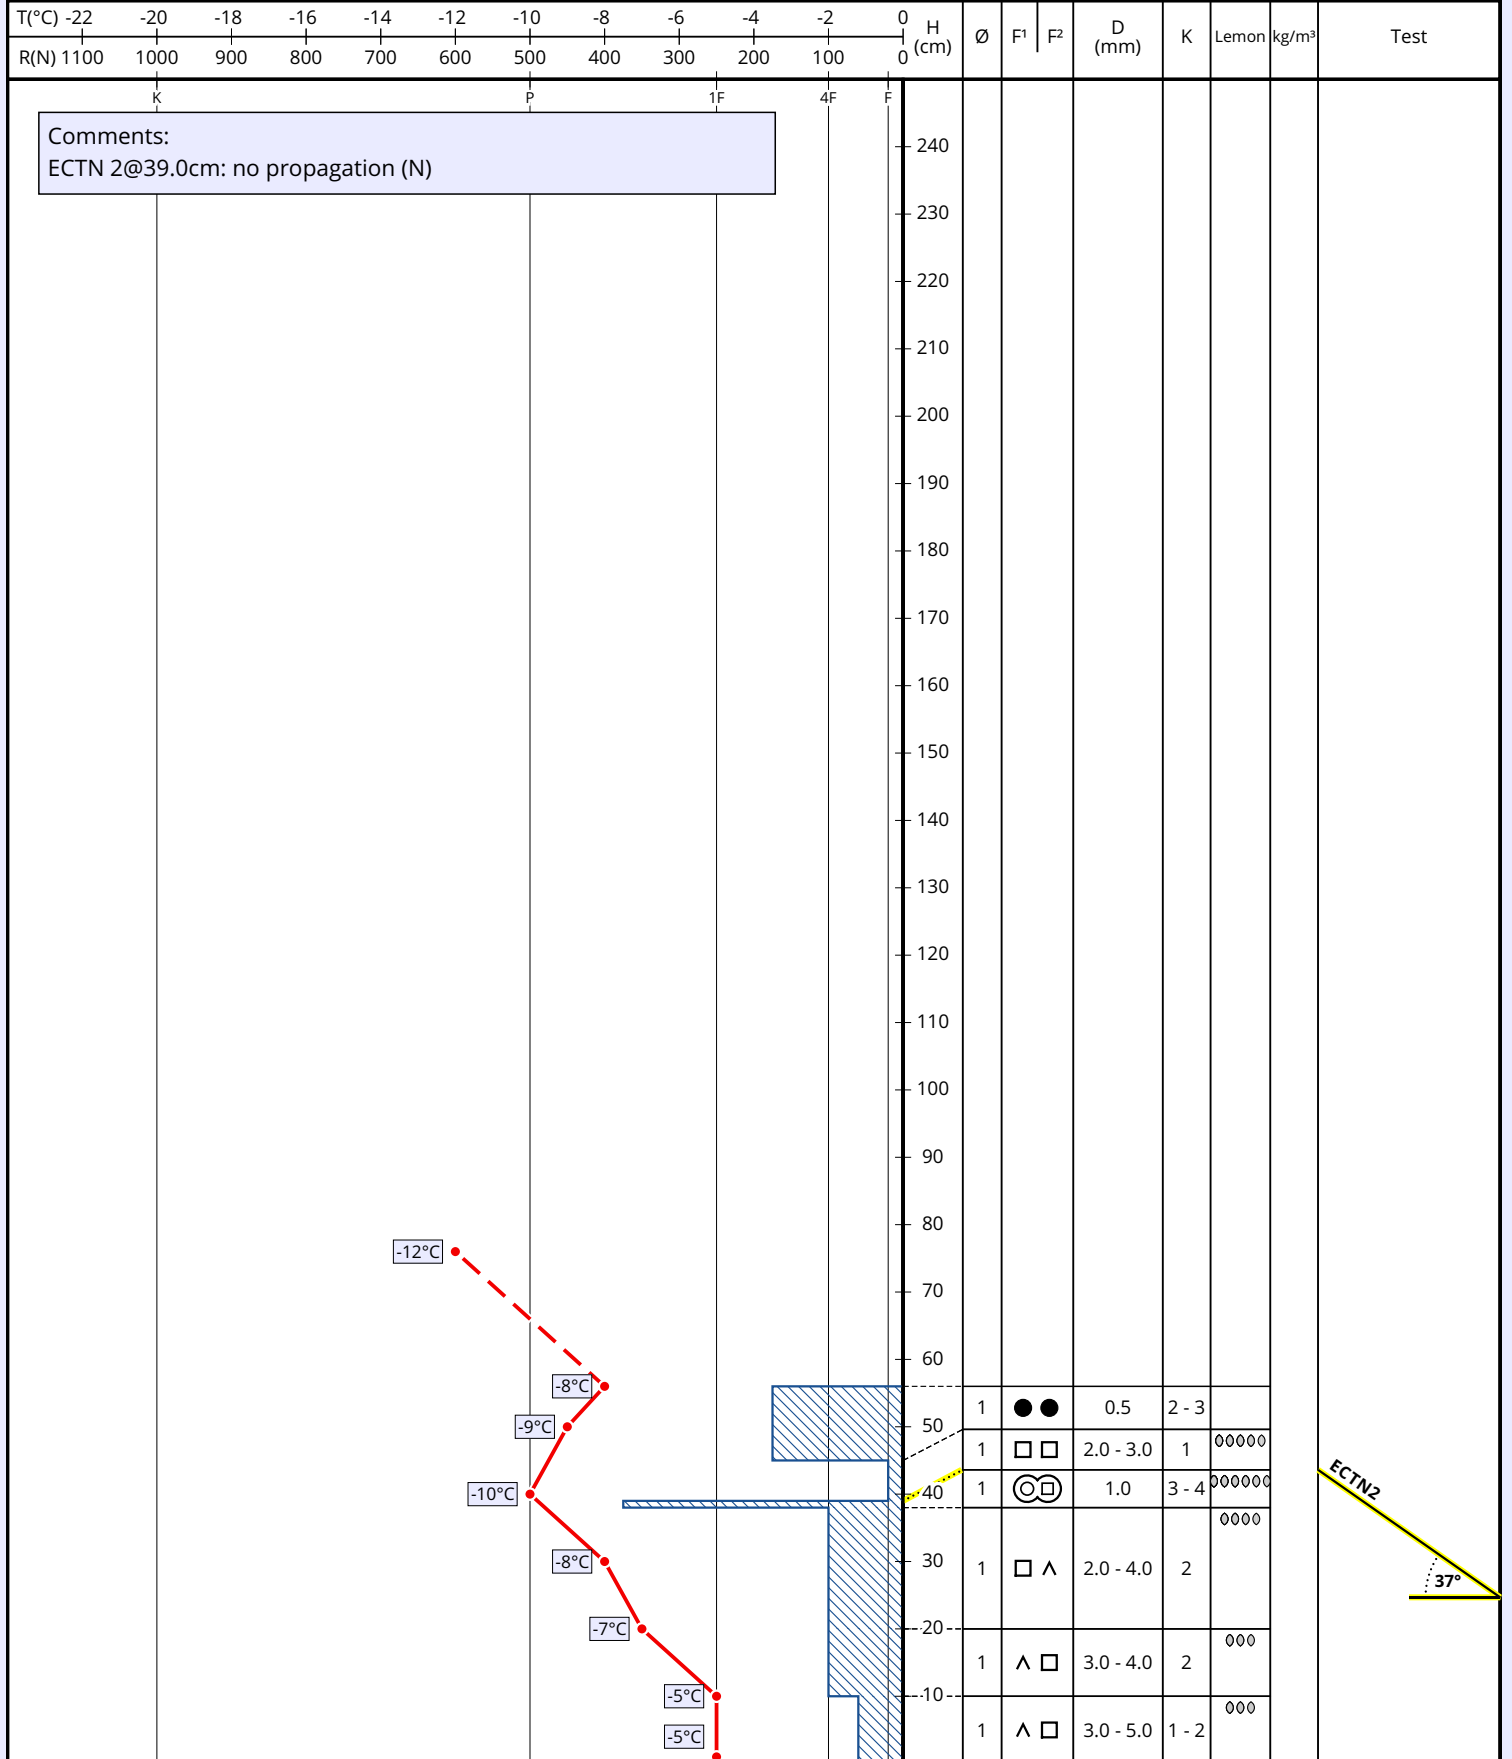 T(°C) -22 -20 -18 -16 -14 -12 -10 -8 -6 -4 -2 0
R(N) 1100 1000 900 800 700 600 500 400 300 200 100 0
H (cm) Ø F¹ F² D (mm) K Lemon kg/m³ Test
K P 1F 4F F
Comments:
ECTN 2@39.0cm: no propagation (N)
240
230
220
210
200
190
180
170
160
150
140
130
120
110
100
90
80
-12°C
70
60
-8°C
1 0.5 2 - 3
-9°C 50
1 2.0 - 3.0 1
ECTN2
-10°C 40 1 1.0 3 - 4
-8°C 30
1 2.0 - 4.0 2
37°
-7°C 20
1 3.0 - 4.0 2
-5°C 10
1 3.0 - 5.0 1 - 2
-5°C